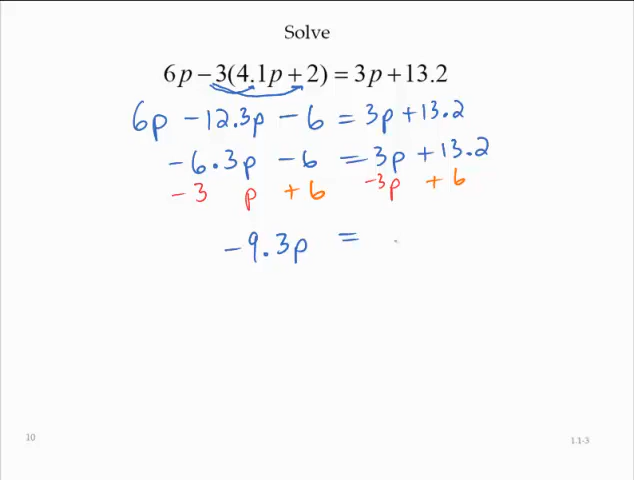 Solve
6p − 3(4.1p + 2) = 3p + 13.2
6p − 12.3p − 6 = 3p + 13.2
− 6.3p − 6 = 3p + 13.2
− 3 p + 6 −3p + 6
− 9.3p =
10 1.1-3